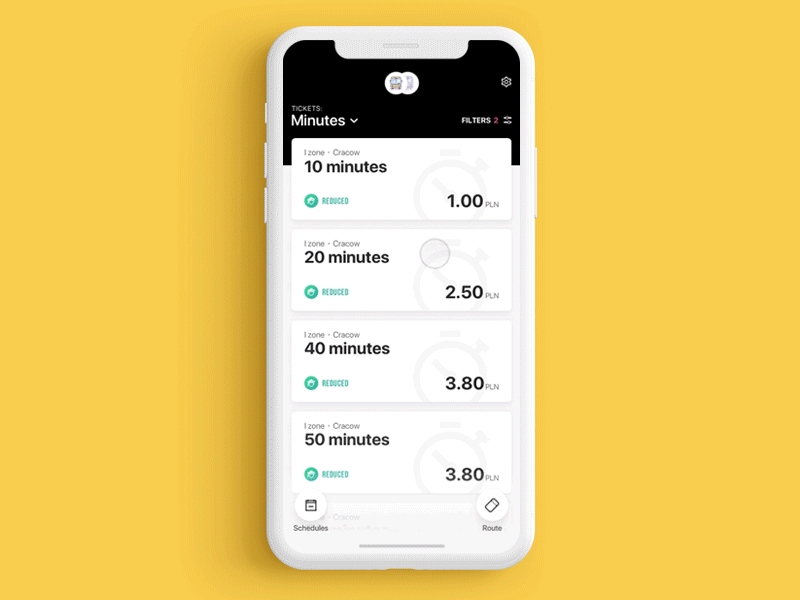 TICKETS:
Minutes
FILTERS 2
I zone • Cracow
10 minutes
REDUCED
1.00 PLN
I zone • Cracow
20 minutes
REDUCED
2.50 PLN
I zone • Cracow
40 minutes
REDUCED
3.80 PLN
I zone • Cracow
50 minutes
REDUCED
3.80 PLN
I zone • Cracow
Schedules
Route